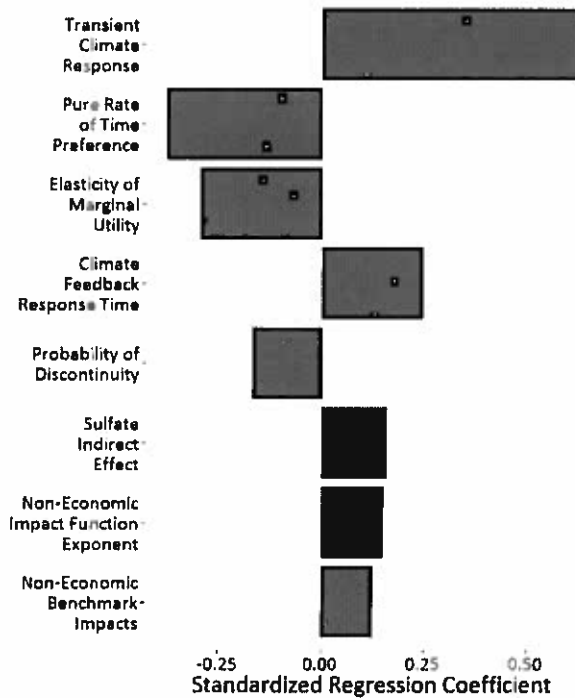 Transient
Climate
Response
Pure Rate
of Time
Preference
Elasticity of
Marginal
Utility
Climate
Feedback
Response Time
Probability of
Discontinuity
Sulfate
Indirect
Effect
Non-Economic
Impact Function
Exponent
Non-Economic
Benchmark
Impacts
-0.25 0.00 0.25 0.50
Standardized Regression Coefficient